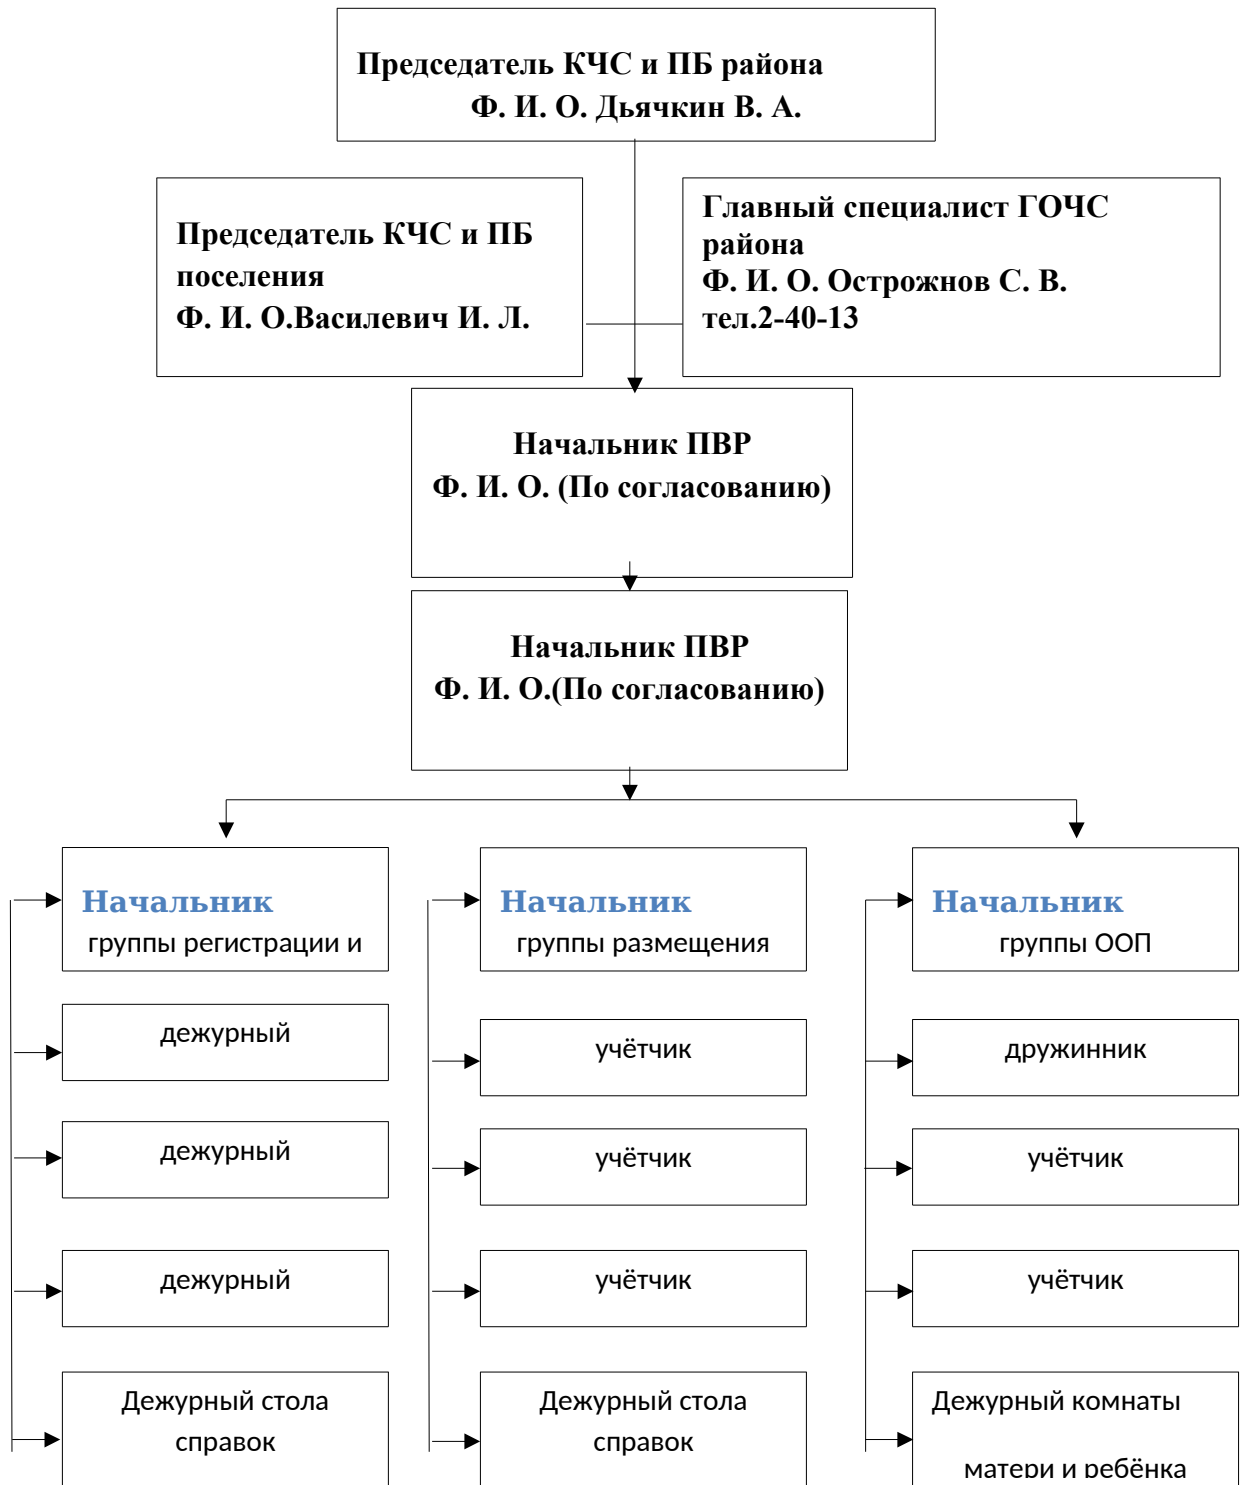 Председатель КЧС и ПБ района
Ф. И. О. Дьячкин В. А.
Председатель КЧС и ПБ
поселения
Ф. И. О.Василевич И. Л.
Главный специалист ГОЧС
района
Ф. И. О. Острожнов С. В.
тел.2-40-13
Начальник ПВР
Ф. И. О. (По согласованию)
Начальник ПВР
Ф. И. О.(По согласованию)
Начальник
группы регистрации и
Начальник
группы размещения
Начальник
группы ООП
дежурный
учётчик
дружинник
дежурный
учётчик
учётчик
дежурный
учётчик
учётчик
Дежурный стола
справок
Дежурный стола
справок
Дежурный комнаты
матери и ребёнка